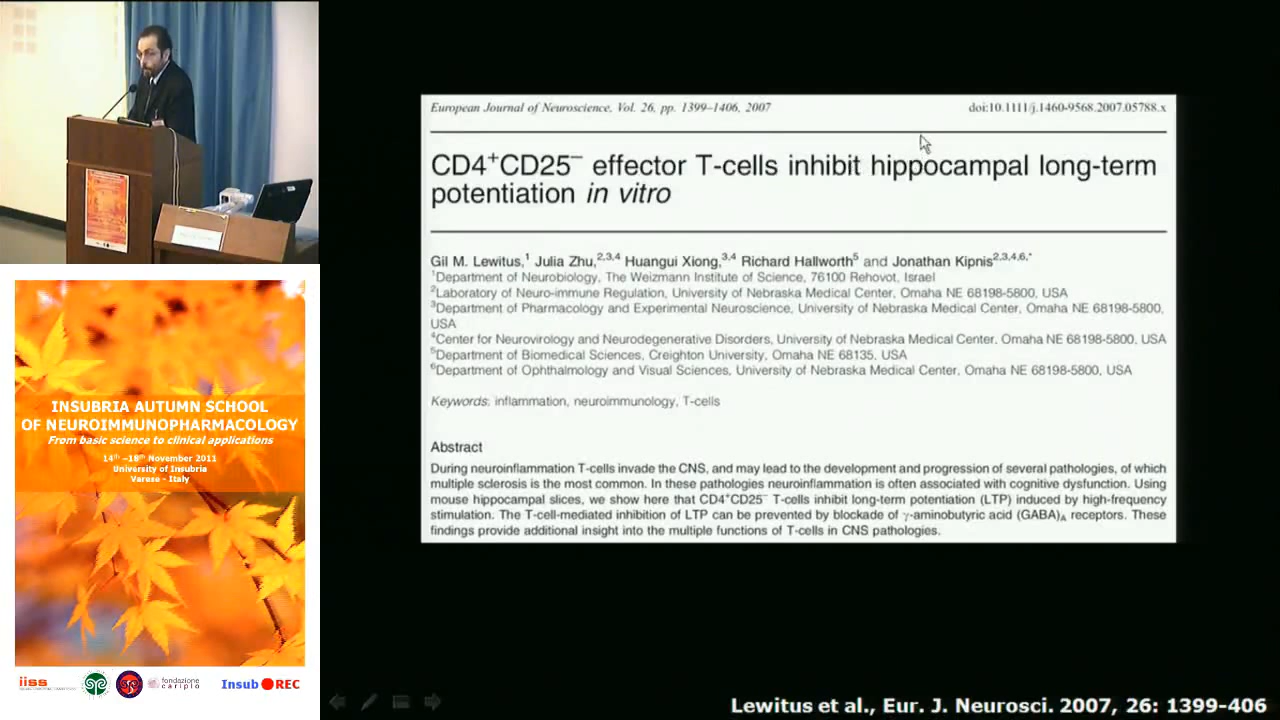 European Journal of Neuroscience, Vol. 26, pp. 1399–1406, 2007
doi:10.1111/j.1460-9568.2007.05788.x
CD4⁺CD25⁻ effector T-cells inhibit hippocampal long-term
potentiation in vitro
Gil M. Lewitus,¹ Julia Zhu,²,³,⁴ Huangui Xiong,³,⁴ Richard Hallworth⁵ and Jonathan Kipnis²,³,⁴,⁶,*
¹Department of Neurobiology, The Weizmann Institute of Science, 76100 Rehovot, Israel
²Laboratory of Neuro-immune Regulation, University of Nebraska Medical Center, Omaha NE 68198-5800, USA
³Department of Pharmacology and Experimental Neuroscience, University of Nebraska Medical Center, Omaha NE 68198-5800,
USA
⁴Center for Neurovirology and Neurodegenerative Disorders, University of Nebraska Medical Center, Omaha NE 68198-5800, USA
⁵Department of Biomedical Sciences, Creighton University, Omaha NE 68135, USA
⁶Department of Ophthalmology and Visual Sciences, University of Nebraska Medical Center, Omaha NE 68198-5800, USA
Keywords: inflammation, neuroimmunology, T-cells
Abstract
During neuroinflammation T-cells invade the CNS, and may lead to the development and progression of several pathologies, of which
multiple sclerosis is the most common. In these pathologies neuroinflammation is often associated with cognitive dysfunction. Using
mouse hippocampal slices, we show here that CD4⁺CD25⁻ T-cells inhibit long-term potentiation (LTP) induced by high-frequency
stimulation. The T-cell-mediated inhibition of LTP can be prevented by blockade of γ-aminobutyric acid (GABA)A receptors. These
findings provide additional insight into the multiple functions of T-cells in CNS pathologies.
Lewitus et al., Eur. J. Neurosci. 2007, 26: 1399-406
INSUBRIA AUTUMN SCHOOL
OF NEUROIMMUNOPHARMACOLOGY
From basic science to clinical applications
14th –18th November 2011
University of Insubria
Varese - Italy
iiss
fondazione
cariplo
Insub REC